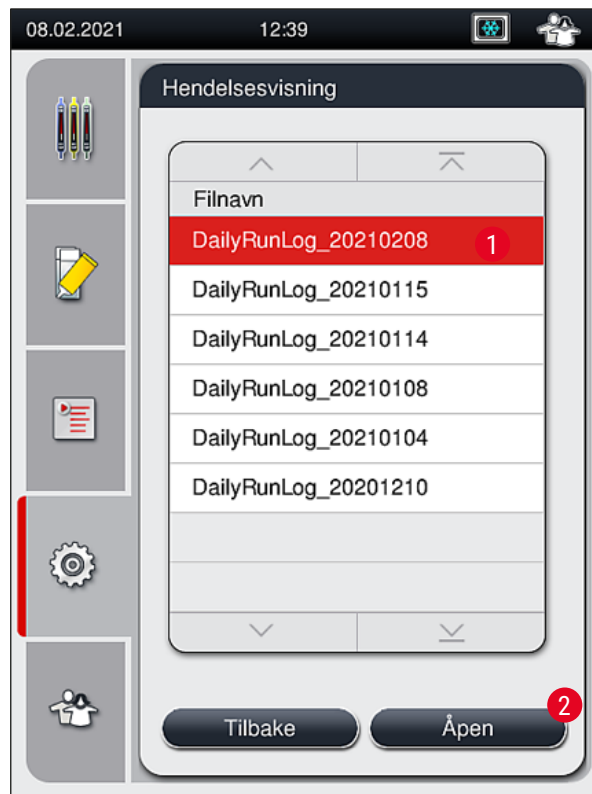 08.02.2021 12:39
Hendelsesvisning
Filnavn
DailyRunLog_20210208 1
DailyRunLog_20210115
DailyRunLog_20210114
DailyRunLog_20210108
DailyRunLog_20210104
DailyRunLog_20201210
2
Tilbake Åpen